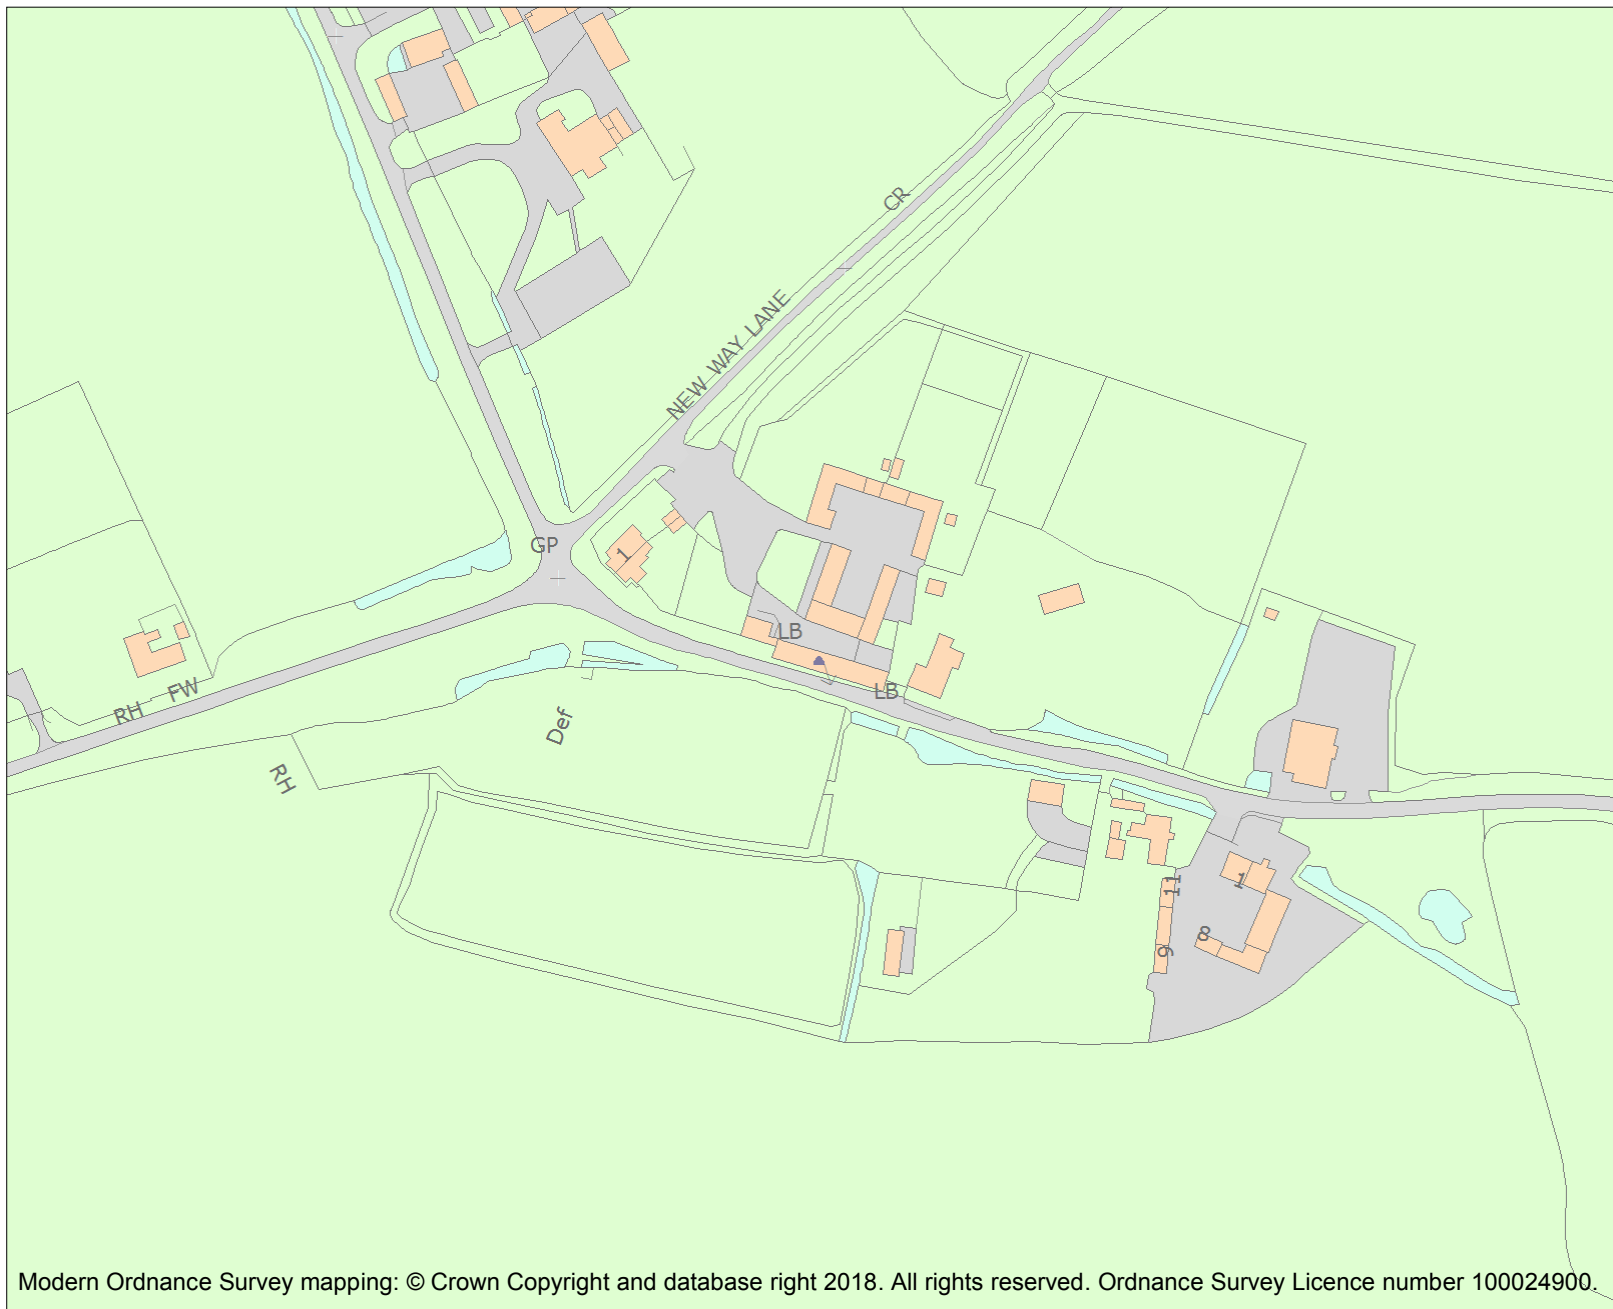 CR
NEW WAY LANE
GP
1
LB
LB
RH FW
Def
RH
11
1
8
9
Modern Ordnance Survey mapping: © Crown Copyright and database right 2018. All rights reserved. Ordnance Survey Licence number 100024900.